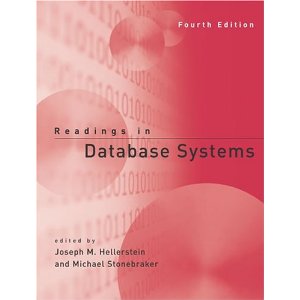 Fourth Edition
Readings in
Database Systems
edited by
Joseph M. Hellerstein
and Michael Stonebraker